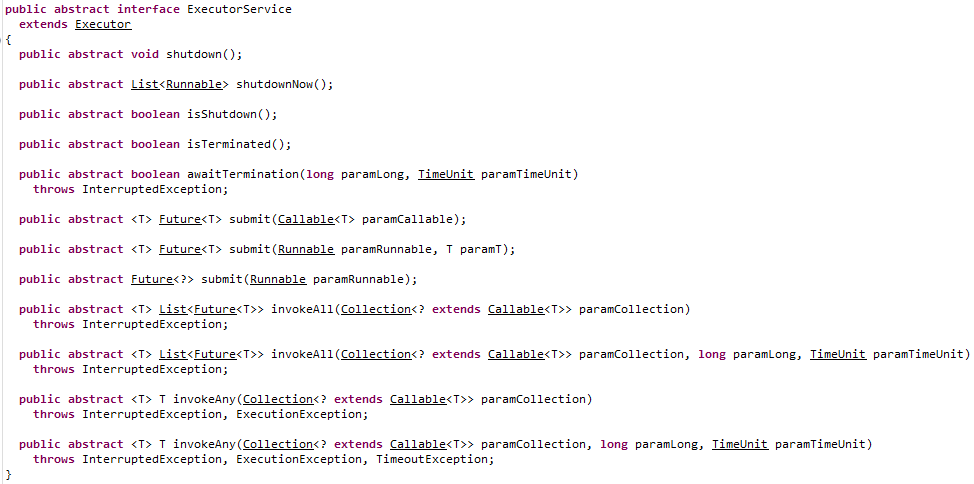 public abstract interface ExecutorService
  extends Executor
{
  public abstract void shutdown();
  public abstract List<Runnable> shutdownNow();
  public abstract boolean isShutdown();
  public abstract boolean isTerminated();
  public abstract boolean awaitTermination(long paramLong, TimeUnit paramTimeUnit)
    throws InterruptedException;
  public abstract <T> Future<T> submit(Callable<T> paramCallable);
  public abstract <T> Future<T> submit(Runnable paramRunnable, T paramT);
  public abstract Future<?> submit(Runnable paramRunnable);
  public abstract <T> List<Future<T>> invokeAll(Collection<? extends Callable<T>> paramCollection)
    throws InterruptedException;
  public abstract <T> List<Future<T>> invokeAll(Collection<? extends Callable<T>> paramCollection, long paramLong, TimeUnit paramTimeUnit)
    throws InterruptedException;
  public abstract <T> T invokeAny(Collection<? extends Callable<T>> paramCollection)
    throws InterruptedException, ExecutionException;
  public abstract <T> T invokeAny(Collection<? extends Callable<T>> paramCollection, long paramLong, TimeUnit paramTimeUnit)
    throws InterruptedException, ExecutionException, TimeoutException;
}